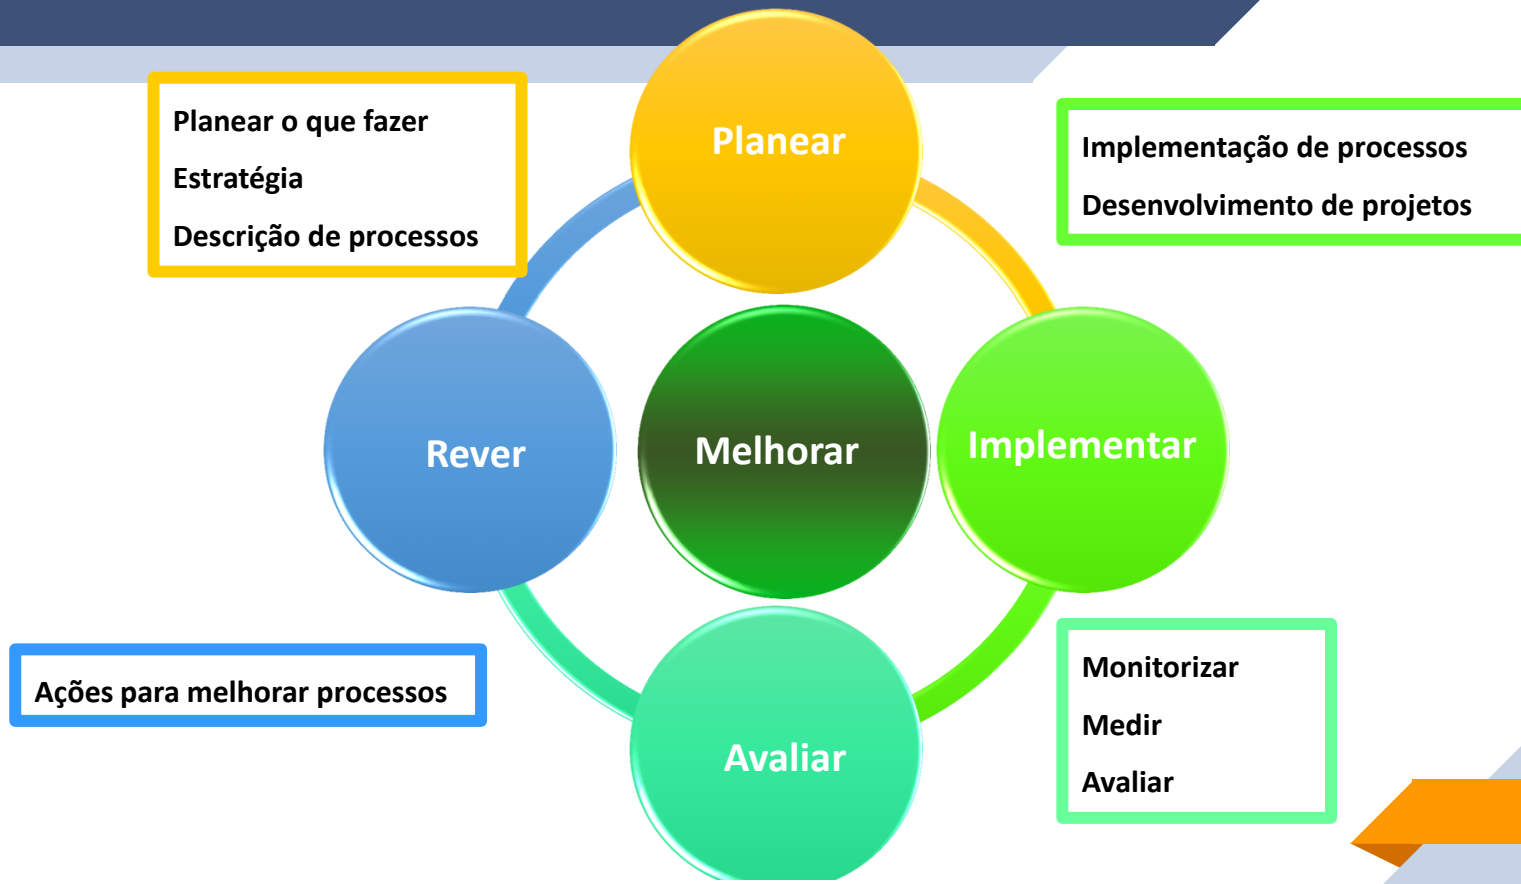 Planear
Planear o que fazer
Estratégia
Descrição de processos
Implementação de processos
Desenvolvimento de projetos
Rever
Melhorar
Implementar
Ações para melhorar processos
Avaliar
Monitorizar
Medir
Avaliar